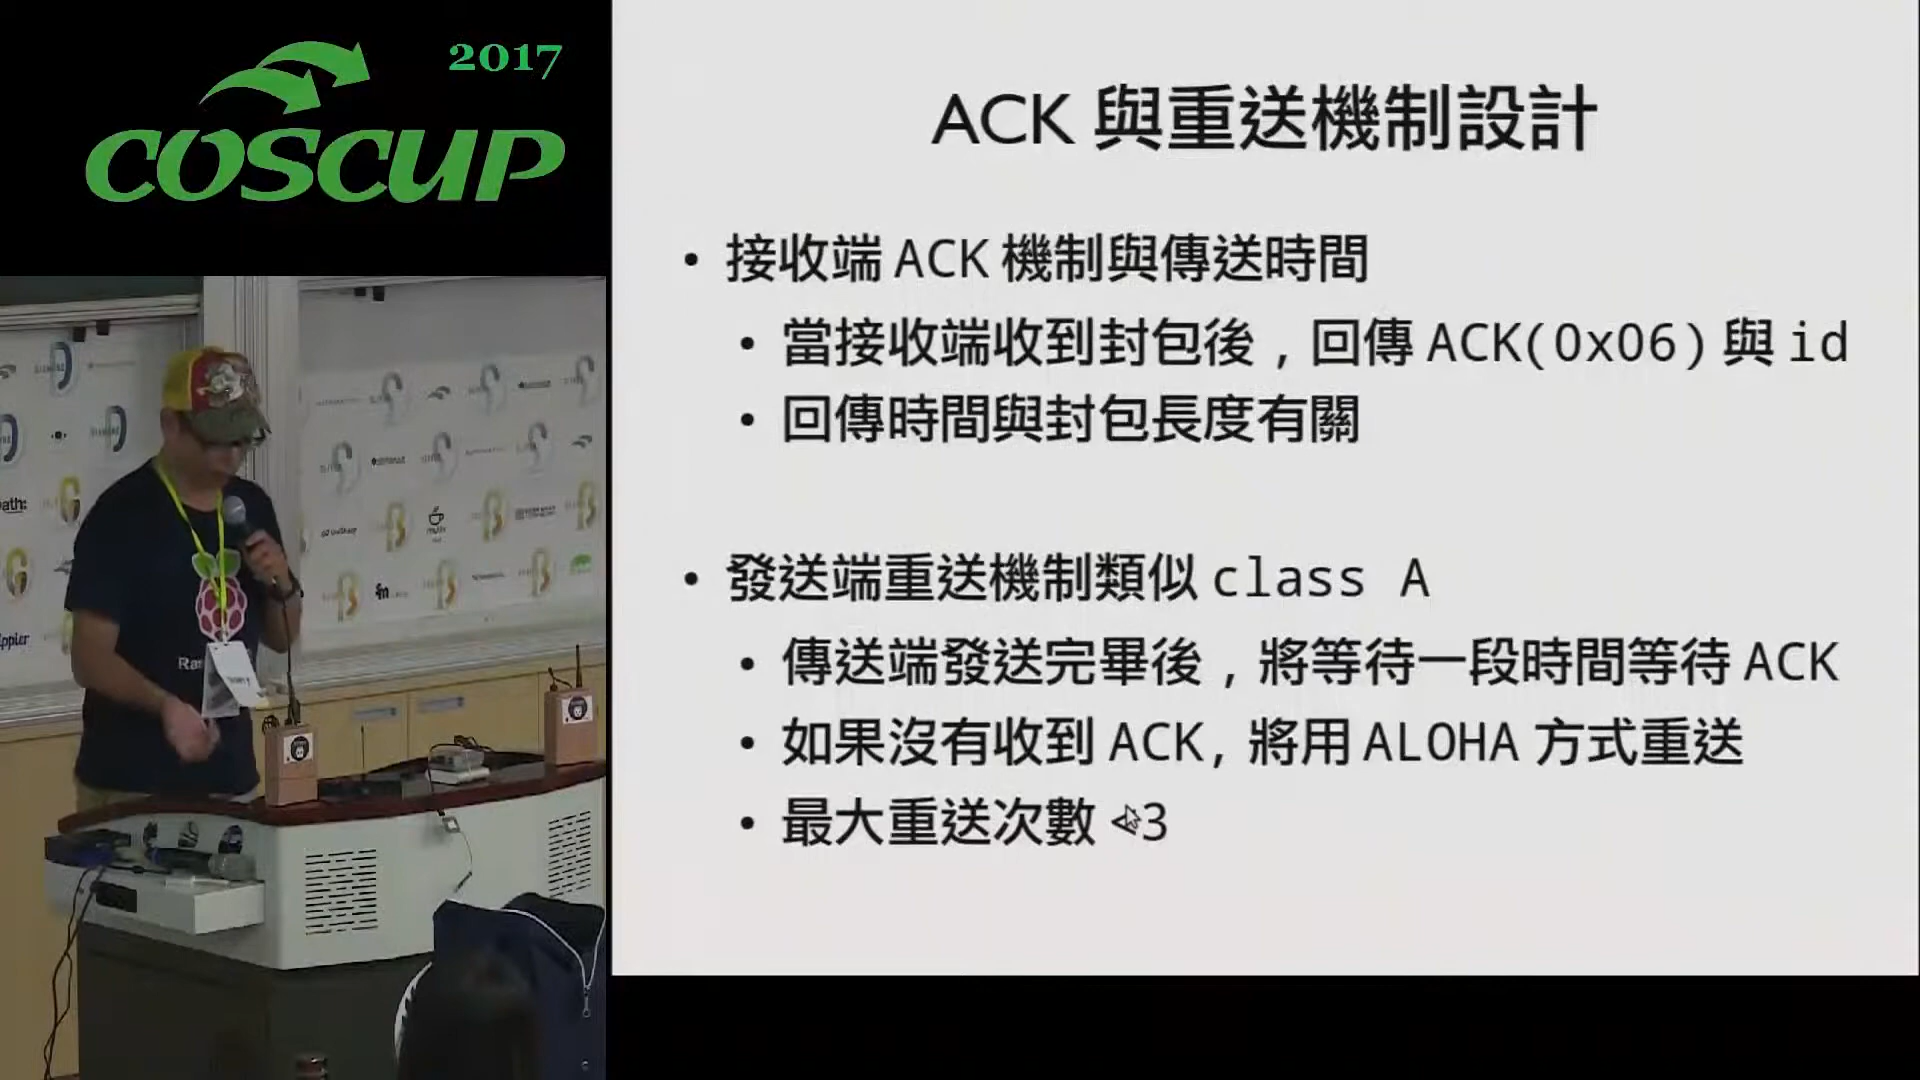 2017
COSCUP
ACK 與重送機制設計
• 接收端 ACK 機制與傳送時間
• 當接收端收到封包後，回傳 ACK(0x06) 與 id
• 回傳時間與封包長度有關
• 發送端重送機制類似 class A
• 傳送端發送完畢後，將等待一段時間等待 ACK
• 如果沒有收到 ACK, 將用 ALOHA 方式重送
• 最大重送次數 <3